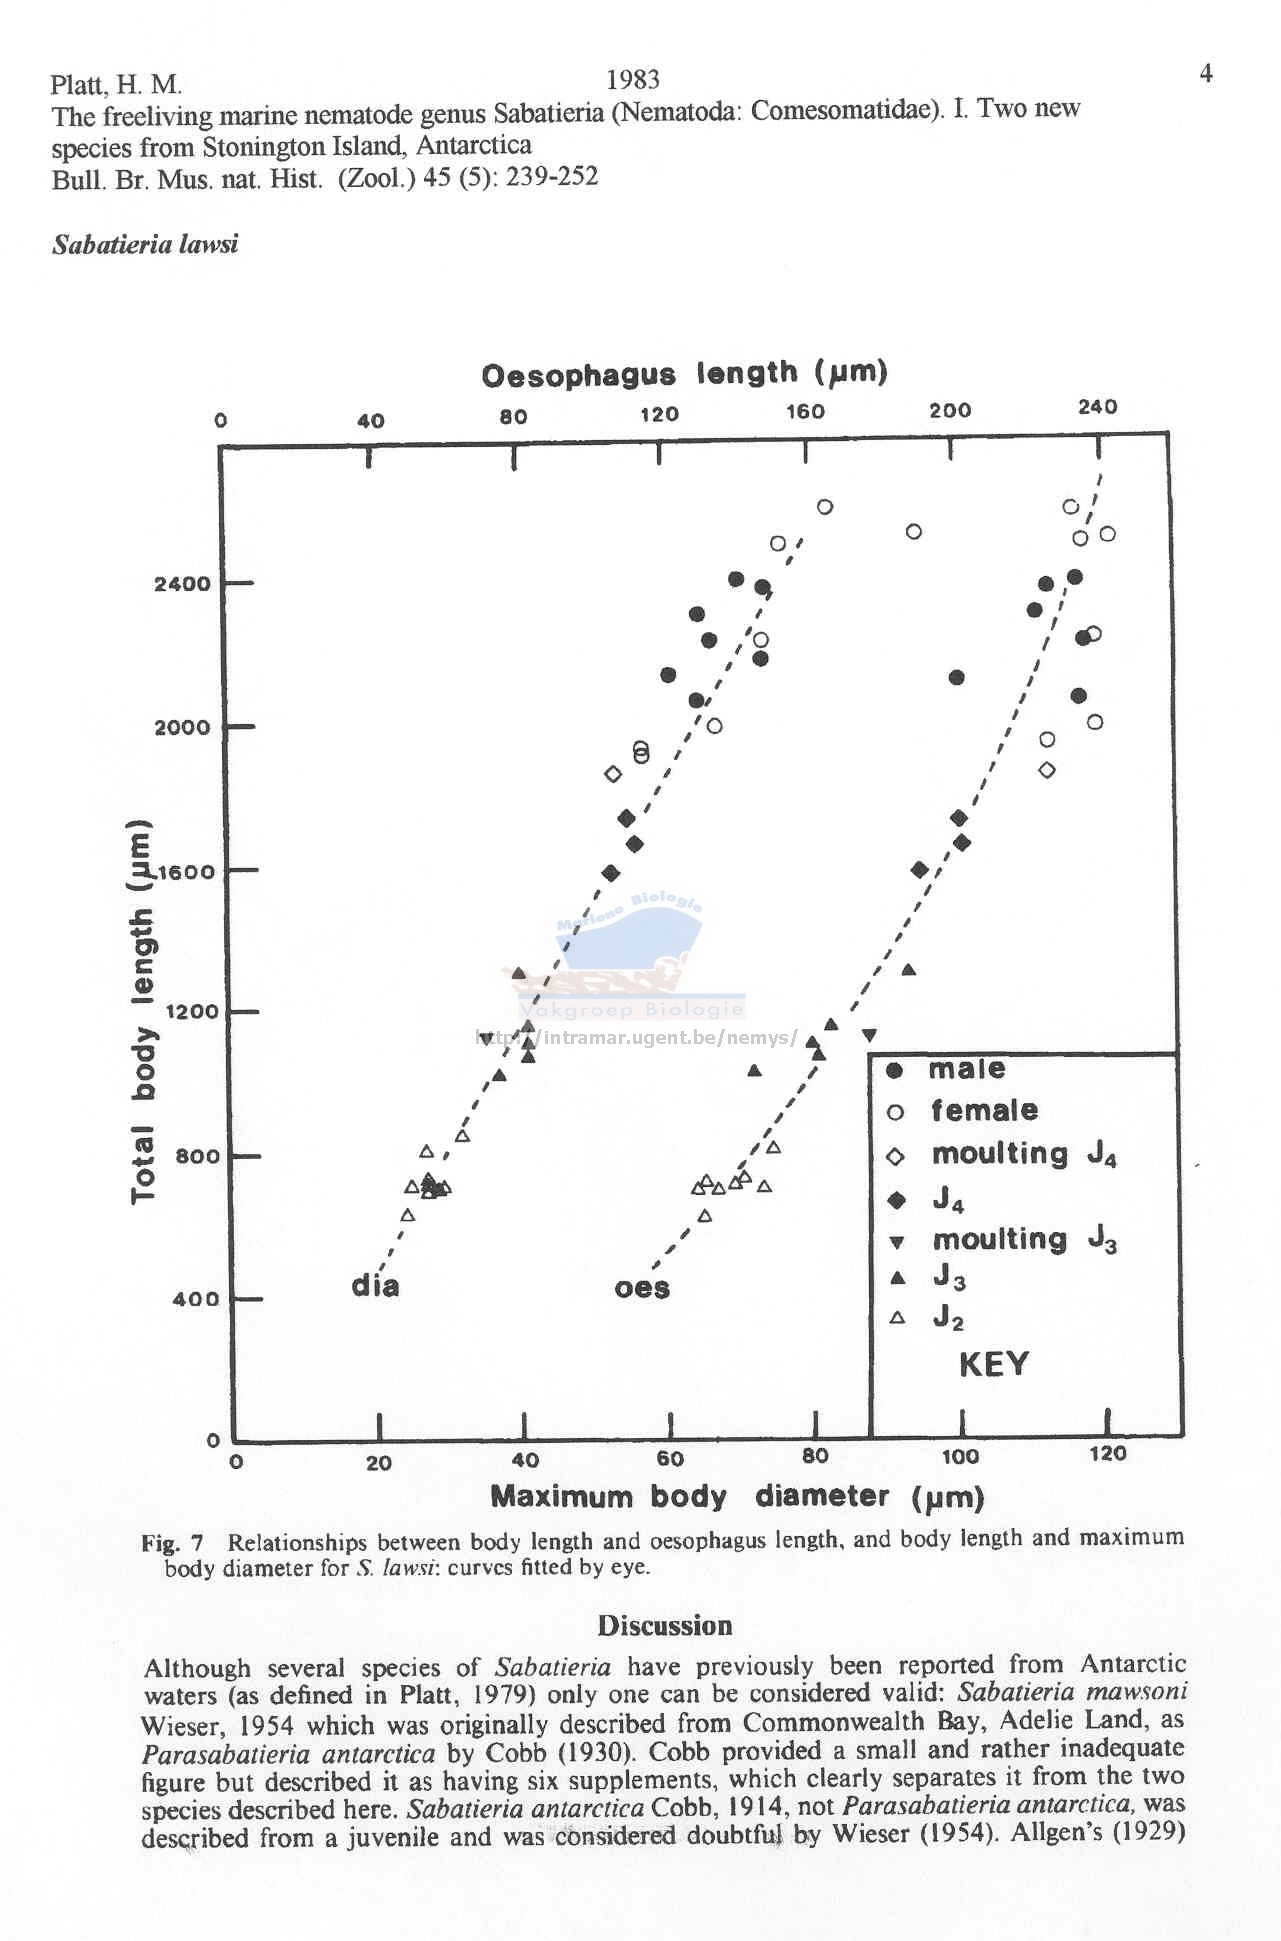 Platt, H. M. 1983 4
The freeliving marine nematode genus Sabatieria (Nematoda: Comesomatidae). I. Two new
species from Stonington Island, Antarctica
Bull. Br. Mus. nat. Hist. (Zool.) 45 (5): 239-252
Sabatieria lawsi
Oesophagus length (µm)
0 40 80 120 160 200 240
2400
2000
1600
1200
800
400
0
Total body length (µm)
Mariene Biologie
Vakgroep Biologie
http://intramar.ugent.be/nemys/
dia
oes
male
female
moulting J4
J4
moulting J3
J3
J2
KEY
0 20 40 60 80 100 120
Maximum body diameter (µm)
Fig. 7 Relationships between body length and oesophagus length, and body length and maximum
body diameter for S. lawsi: curves fitted by eye.
Discussion
Although several species of Sabatieria have previously been reported from Antarctic
waters (as defined in Platt, 1979) only one can be considered valid: Sabatieria mawsoni
Wieser, 1954 which was originally described from Commonwealth Bay, Adelie Land, as
Parasabatieria antarctica by Cobb (1930). Cobb provided a small and rather inadequate
figure but described it as having six supplements, which clearly separates it from the two
species described here. Sabatieria antarctica Cobb, 1914, not Parasabatieria antarctica, was
described from a juvenile and was considered doubtful by Wieser (1954). Allgen's (1929)